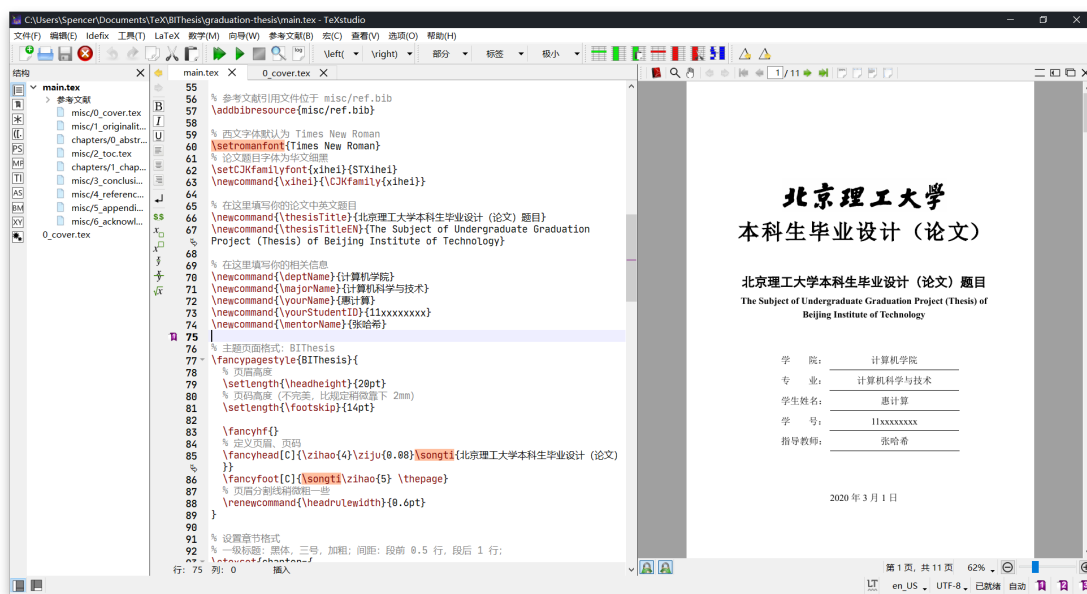 C:\Users\Spencer\Documents\TeX\BIThesis\graduation-thesis\main.tex - TeXstudio
文件(F) 编辑(E) Idefix 工具(T) LaTeX 数学(M) 向导(W) 参考文献(B) 宏(C) 查看(V) 选项(O) 帮助(H)
\left( \right) 部分 标签 极小
1 / 11
结构
main.tex
参考文献
misc/0_cover.tex
misc/1_originalit...
chapters/0_abstr...
misc/2_toc.tex
chapters/1_chap...
misc/3_conclusi...
misc/4_referenc...
misc/5_appendi...
misc/6_acknowl...
0_cover.tex
main.tex 0_cover.tex
55
56 % 参考文献引用文件位于 misc/ref.bib
57 \addbibresource{misc/ref.bib}
58
59 % 西文字体默认为 Times New Roman
60 \setromanfont{Times New Roman}
61 % 论文题目字体为华文细黑
62 \setCJKfamilyfont{xihei}{STXihei}
63 \newcommand{\xihei}{\CJKfamily{xihei}}
64
65 % 在这里填写你的论文中英文题目
66 \newcommand{\thesisTitle}{北京理工大学本科生毕业设计（论文）题目}
67 \newcommand{\thesisTitleEN}{The Subject of Undergraduate Graduation
Project (Thesis) of Beijing Institute of Technology}
68
69 % 在这里填写你的相关信息
70 \newcommand{\deptName}{计算机学院}
71 \newcommand{\majorName}{计算机科学与技术}
72 \newcommand{\yourName}{惠计算}
73 \newcommand{\yourStudentID}{11xxxxxxxx}
74 \newcommand{\mentorName}{张哈希}
75
76 % 主题页面格式：BIThesis
77 \fancypagestyle{BIThesis}{
78 % 页眉高度
79 \setlength{\headheight}{20pt}
80 % 页码高度（不完美，比规定稍微靠下 2mm）
81 \setlength{\footskip}{14pt}
82
83 \fancyhf{}
84 % 定义页眉、页码
85 \fancyhead[C]{\zihao{4}\ziju{0.08}\songti{北京理工大学本科生毕业设计（论文）
}}
86 \fancyfoot[C]{\songti\zihao{5} \thepage}
87 % 页眉分割线稍微粗一些
88 \renewcommand{\headrulewidth}{0.6pt}
89 }
90
91 % 设置章节格式
92 % 一级标题：黑体，三号，加粗；间距：段前 0.5 行，段后 1 行；
93 \ctexset{chapter={
行: 75 列: 0 插入
北京理工大学
本科生毕业设计（论文）
北京理工大学本科生毕业设计（论文）题目
The Subject of Undergraduate Graduation Project (Thesis) of
Beijing Institute of Technology
学 院： 计算机学院
专 业： 计算机科学与技术
学生姓名： 惠计算
学 号： 11xxxxxxxx
指导教师： 张哈希
2020 年 3 月 1 日
第 1 页, 共 11 页 62%
LT en_US UTF-8 已就绪 自动